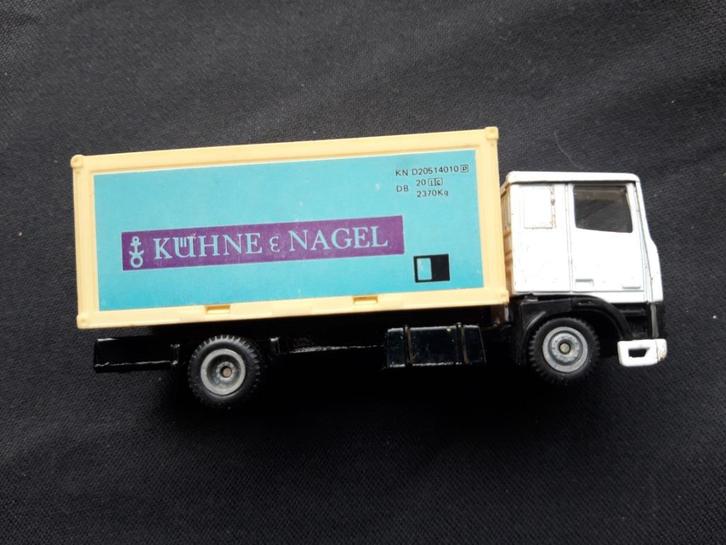 KÜHNE & NAGEL
KN D20514010
DB 20
2370Kg